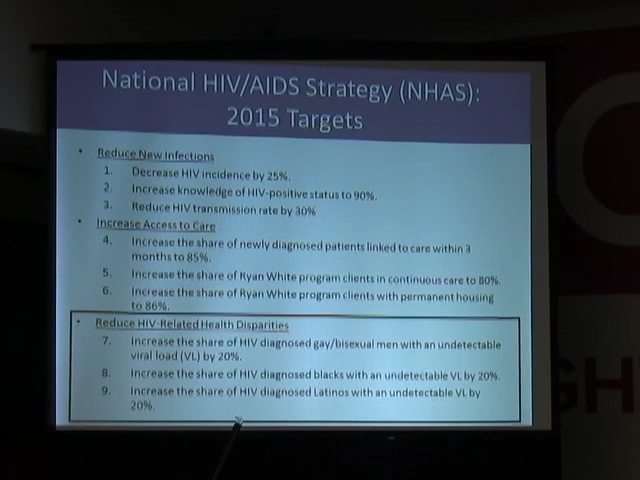 National HIV/AIDS Strategy (NHAS):
2015 Targets
• Reduce New Infections
1. Decrease HIV incidence by 25%.
2. Increase knowledge of HIV-positive status to 90%.
3. Reduce HIV transmission rate by 30%
• Increase Access to Care
4. Increase the share of newly diagnosed patients linked to care within 3
months to 85%.
5. Increase the share of Ryan White program clients in continuous care to 80%.
6. Increase the share of Ryan White program clients with permanent housing
to 86%.
• Reduce HIV-Related Health Disparities
7. Increase the share of HIV diagnosed gay/bisexual men with an undetectable
viral load (VL) by 20%.
8. Increase the share of HIV diagnosed blacks with an undetectable VL by 20%.
9. Increase the share of HIV diagnosed Latinos with an undetectable VL by
20%.